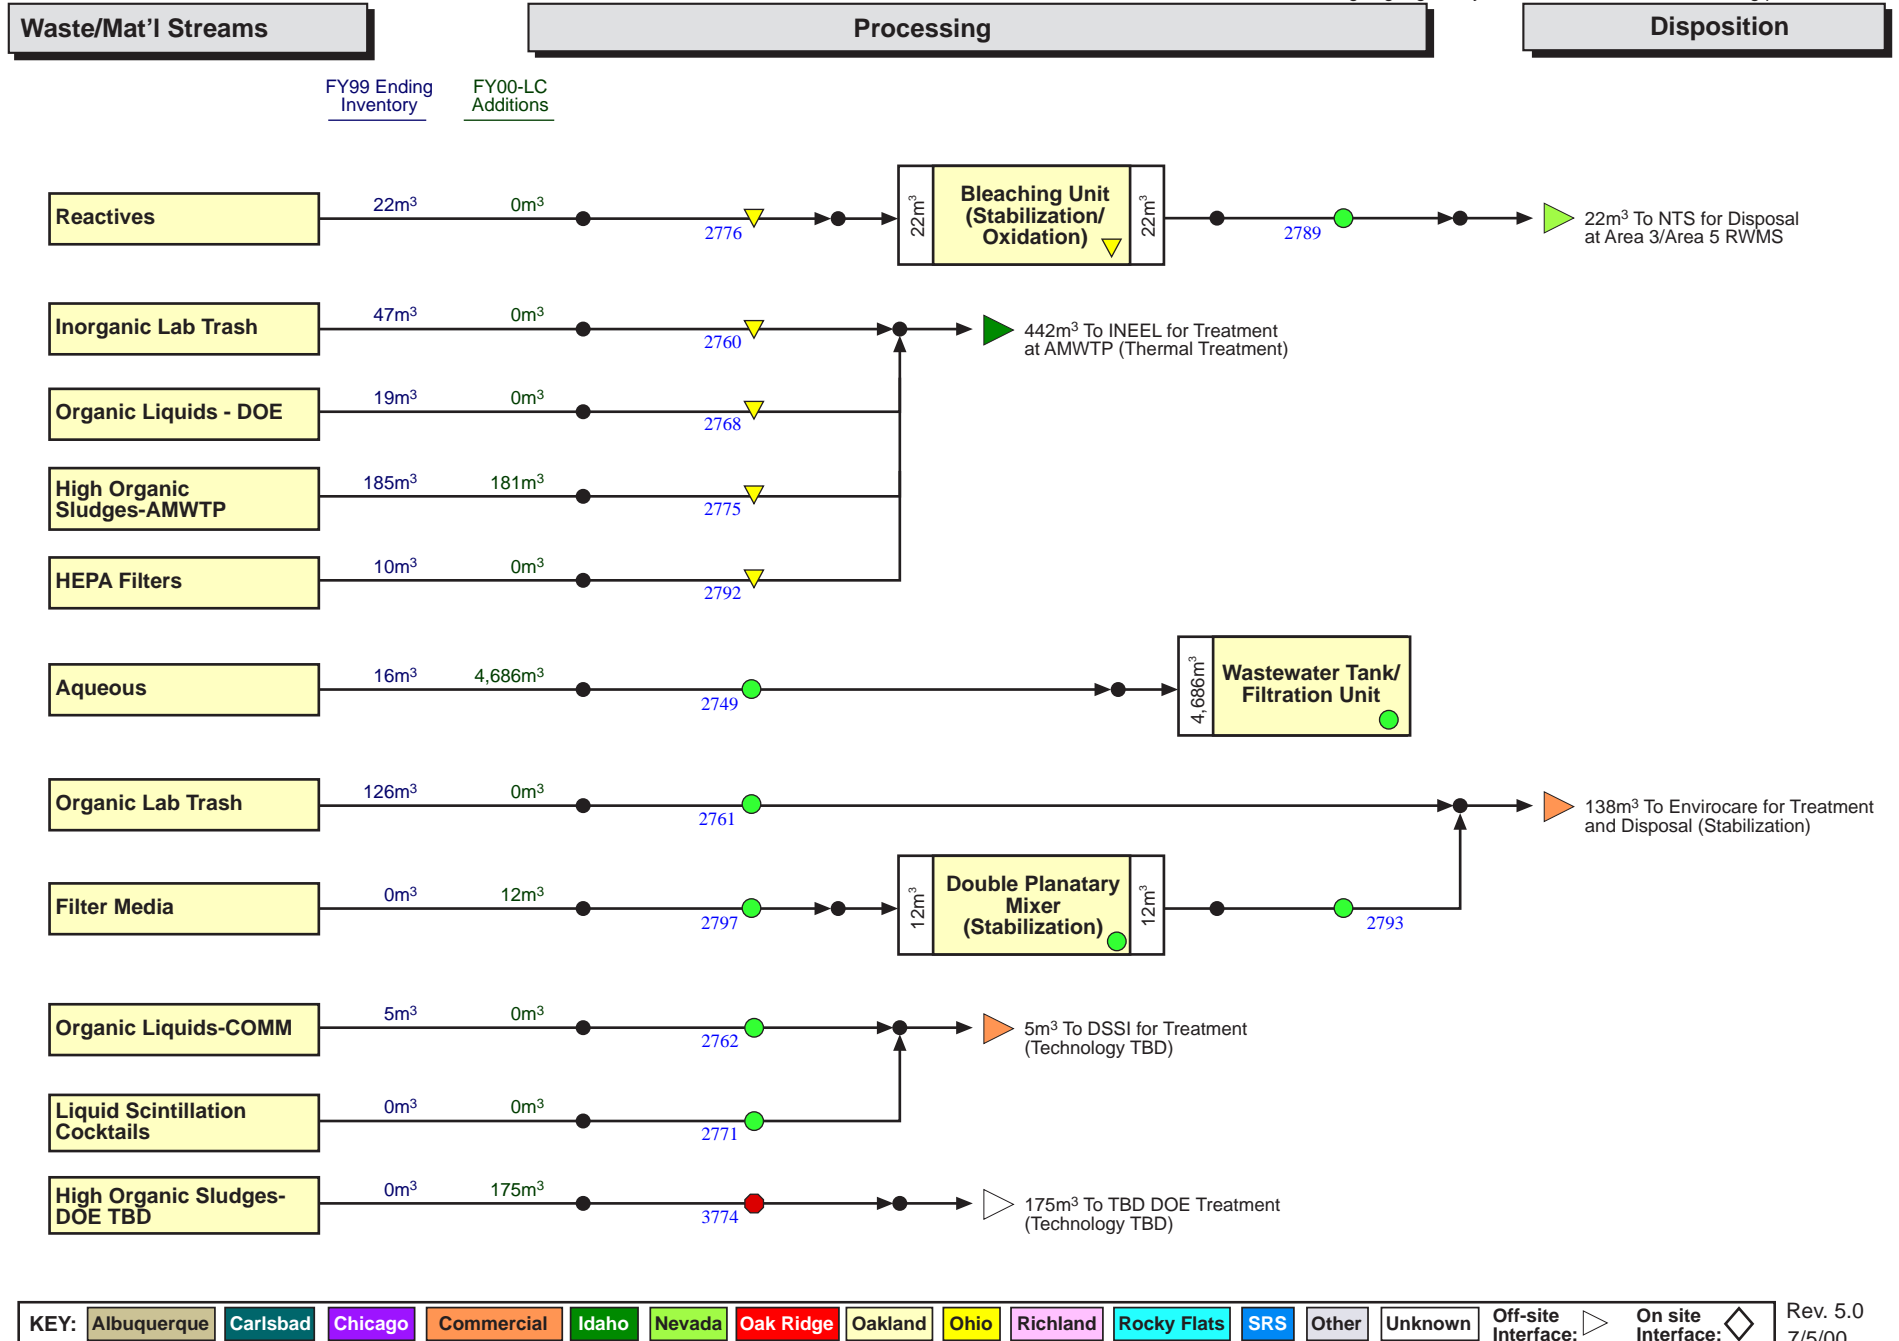 Waste/Mat'l Streams
Processing
Disposition
FY99 Ending
Inventory
FY00-LC
Additions
Reactives
22m³
0m³
2776
22m³
Bleaching Unit
(Stabilization/
Oxidation)
22m³
2789
22m³ To NTS for Disposal
at Area 3/Area 5 RWMS
Inorganic Lab Trash
47m³
0m³
2760
442m³ To INEEL for Treatment
at AMWTP (Thermal Treatment)
Organic Liquids - DOE
19m³
0m³
2768
High Organic
Sludges-AMWTP
185m³
181m³
2775
HEPA Filters
10m³
0m³
2792
Aqueous
16m³
4,686m³
2749
4,686m³
Wastewater Tank/
Filtration Unit
Organic Lab Trash
126m³
0m³
2761
138m³ To Envirocare for Treatment
and Disposal (Stabilization)
Filter Media
0m³
12m³
2797
12m³
Double Planatary
Mixer
(Stabilization)
12m³
2793
Organic Liquids-COMM
5m³
0m³
2762
5m³ To DSSI for Treatment
(Technology TBD)
Liquid Scintillation
Cocktails
0m³
0m³
2771
High Organic Sludges-
DOE TBD
0m³
175m³
3774
175m³ To TBD DOE Treatment
(Technology TBD)
KEY: Albuquerque Carlsbad Chicago Commercial Idaho Nevada Oak Ridge Oakland Ohio Richland Rocky Flats SRS Other Unknown
Off-site
Interface:
On site
Interface:
Rev. 5.0
7/5/00